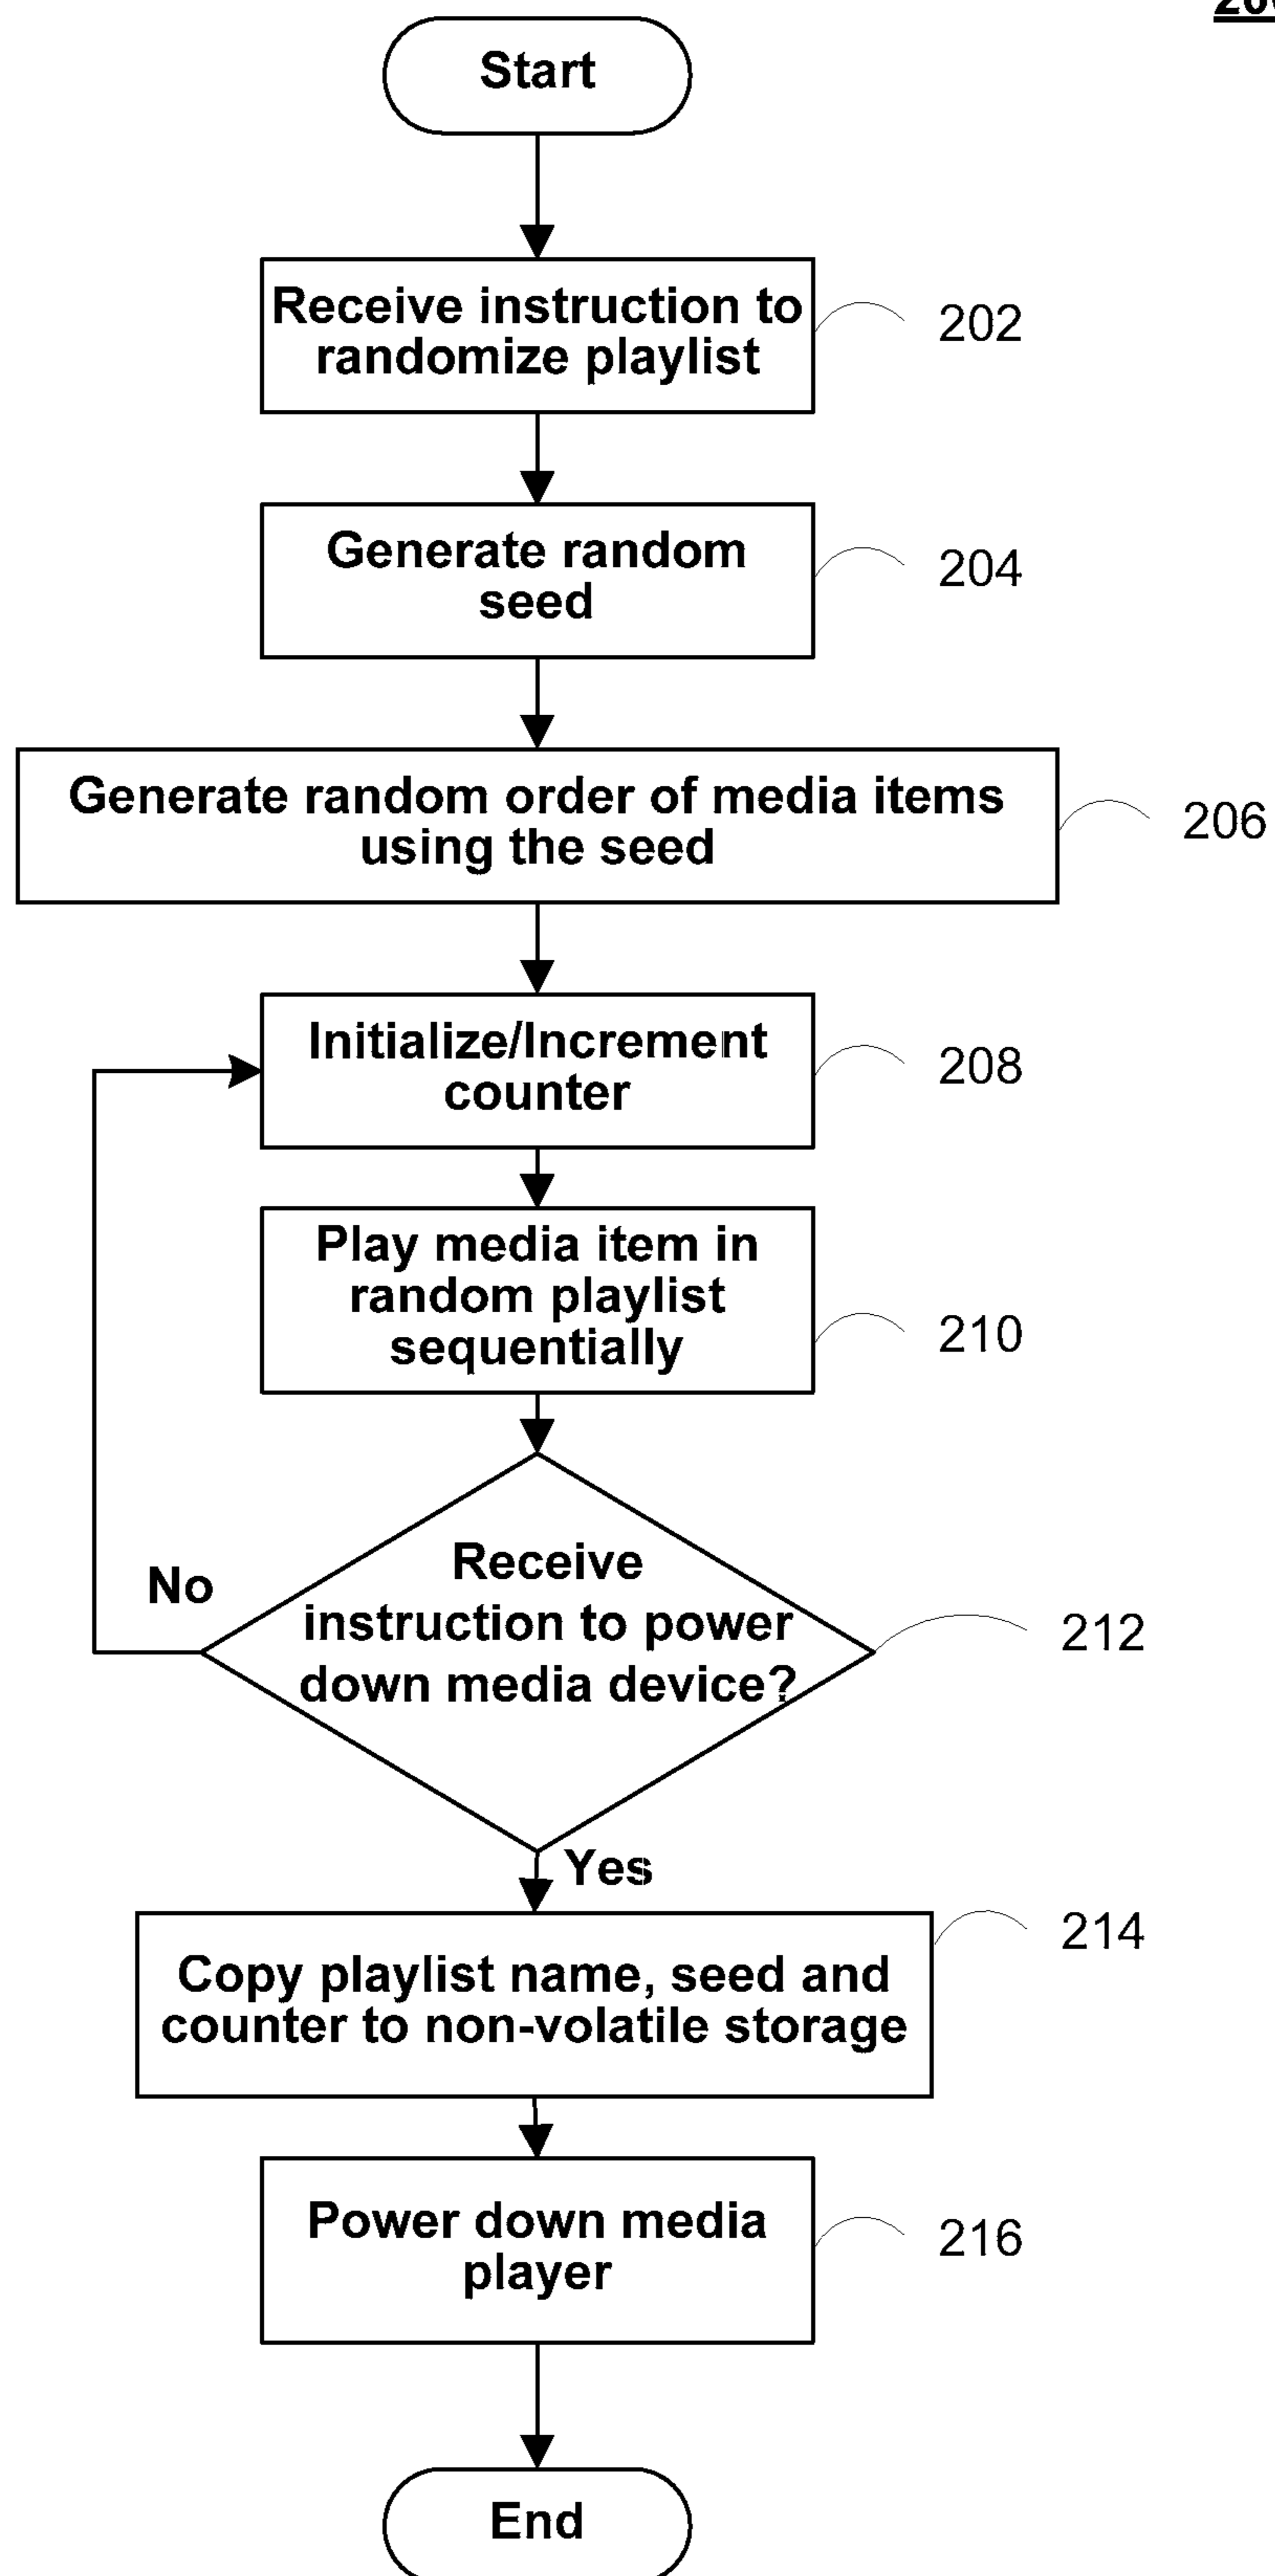 Start
Receive instruction to
randomize playlist
202
Generate random
seed
204
Generate random order of media items
using the seed
206
Initialize/Increment
counter
208
Play media item in
random playlist
sequentially
210
Receive
instruction to power
down media device?
212
No
Yes
Copy playlist name, seed and
counter to non-volatile storage
214
Power down media
player
216
End